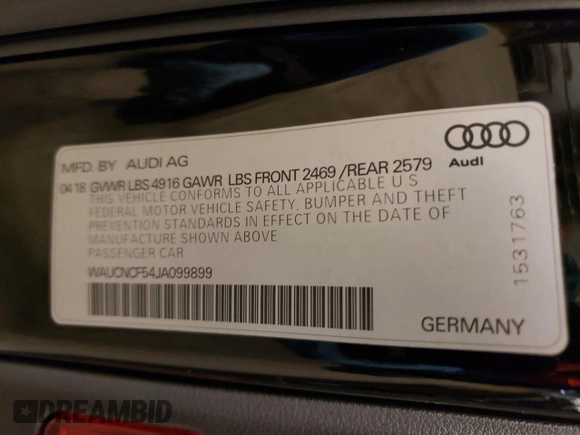 MFD. BY AUDI AG
04 18 GVWR LBS 4916 GAWR LBS FRONT 2469 /REAR 2579
THIS VEHICLE CONFORMS TO ALL APPLICABLE U S
FEDERAL MOTOR VEHICLE SAFETY, BUMPER AND THEFT
PREVENTION STANDARDS IN EFFECT ON THE DATE OF
MANUFACTURE SHOWN ABOVE
PASSENGER CAR
WAUCNCF54JA099899
Audi
1531763
GERMANY
DREAMBID